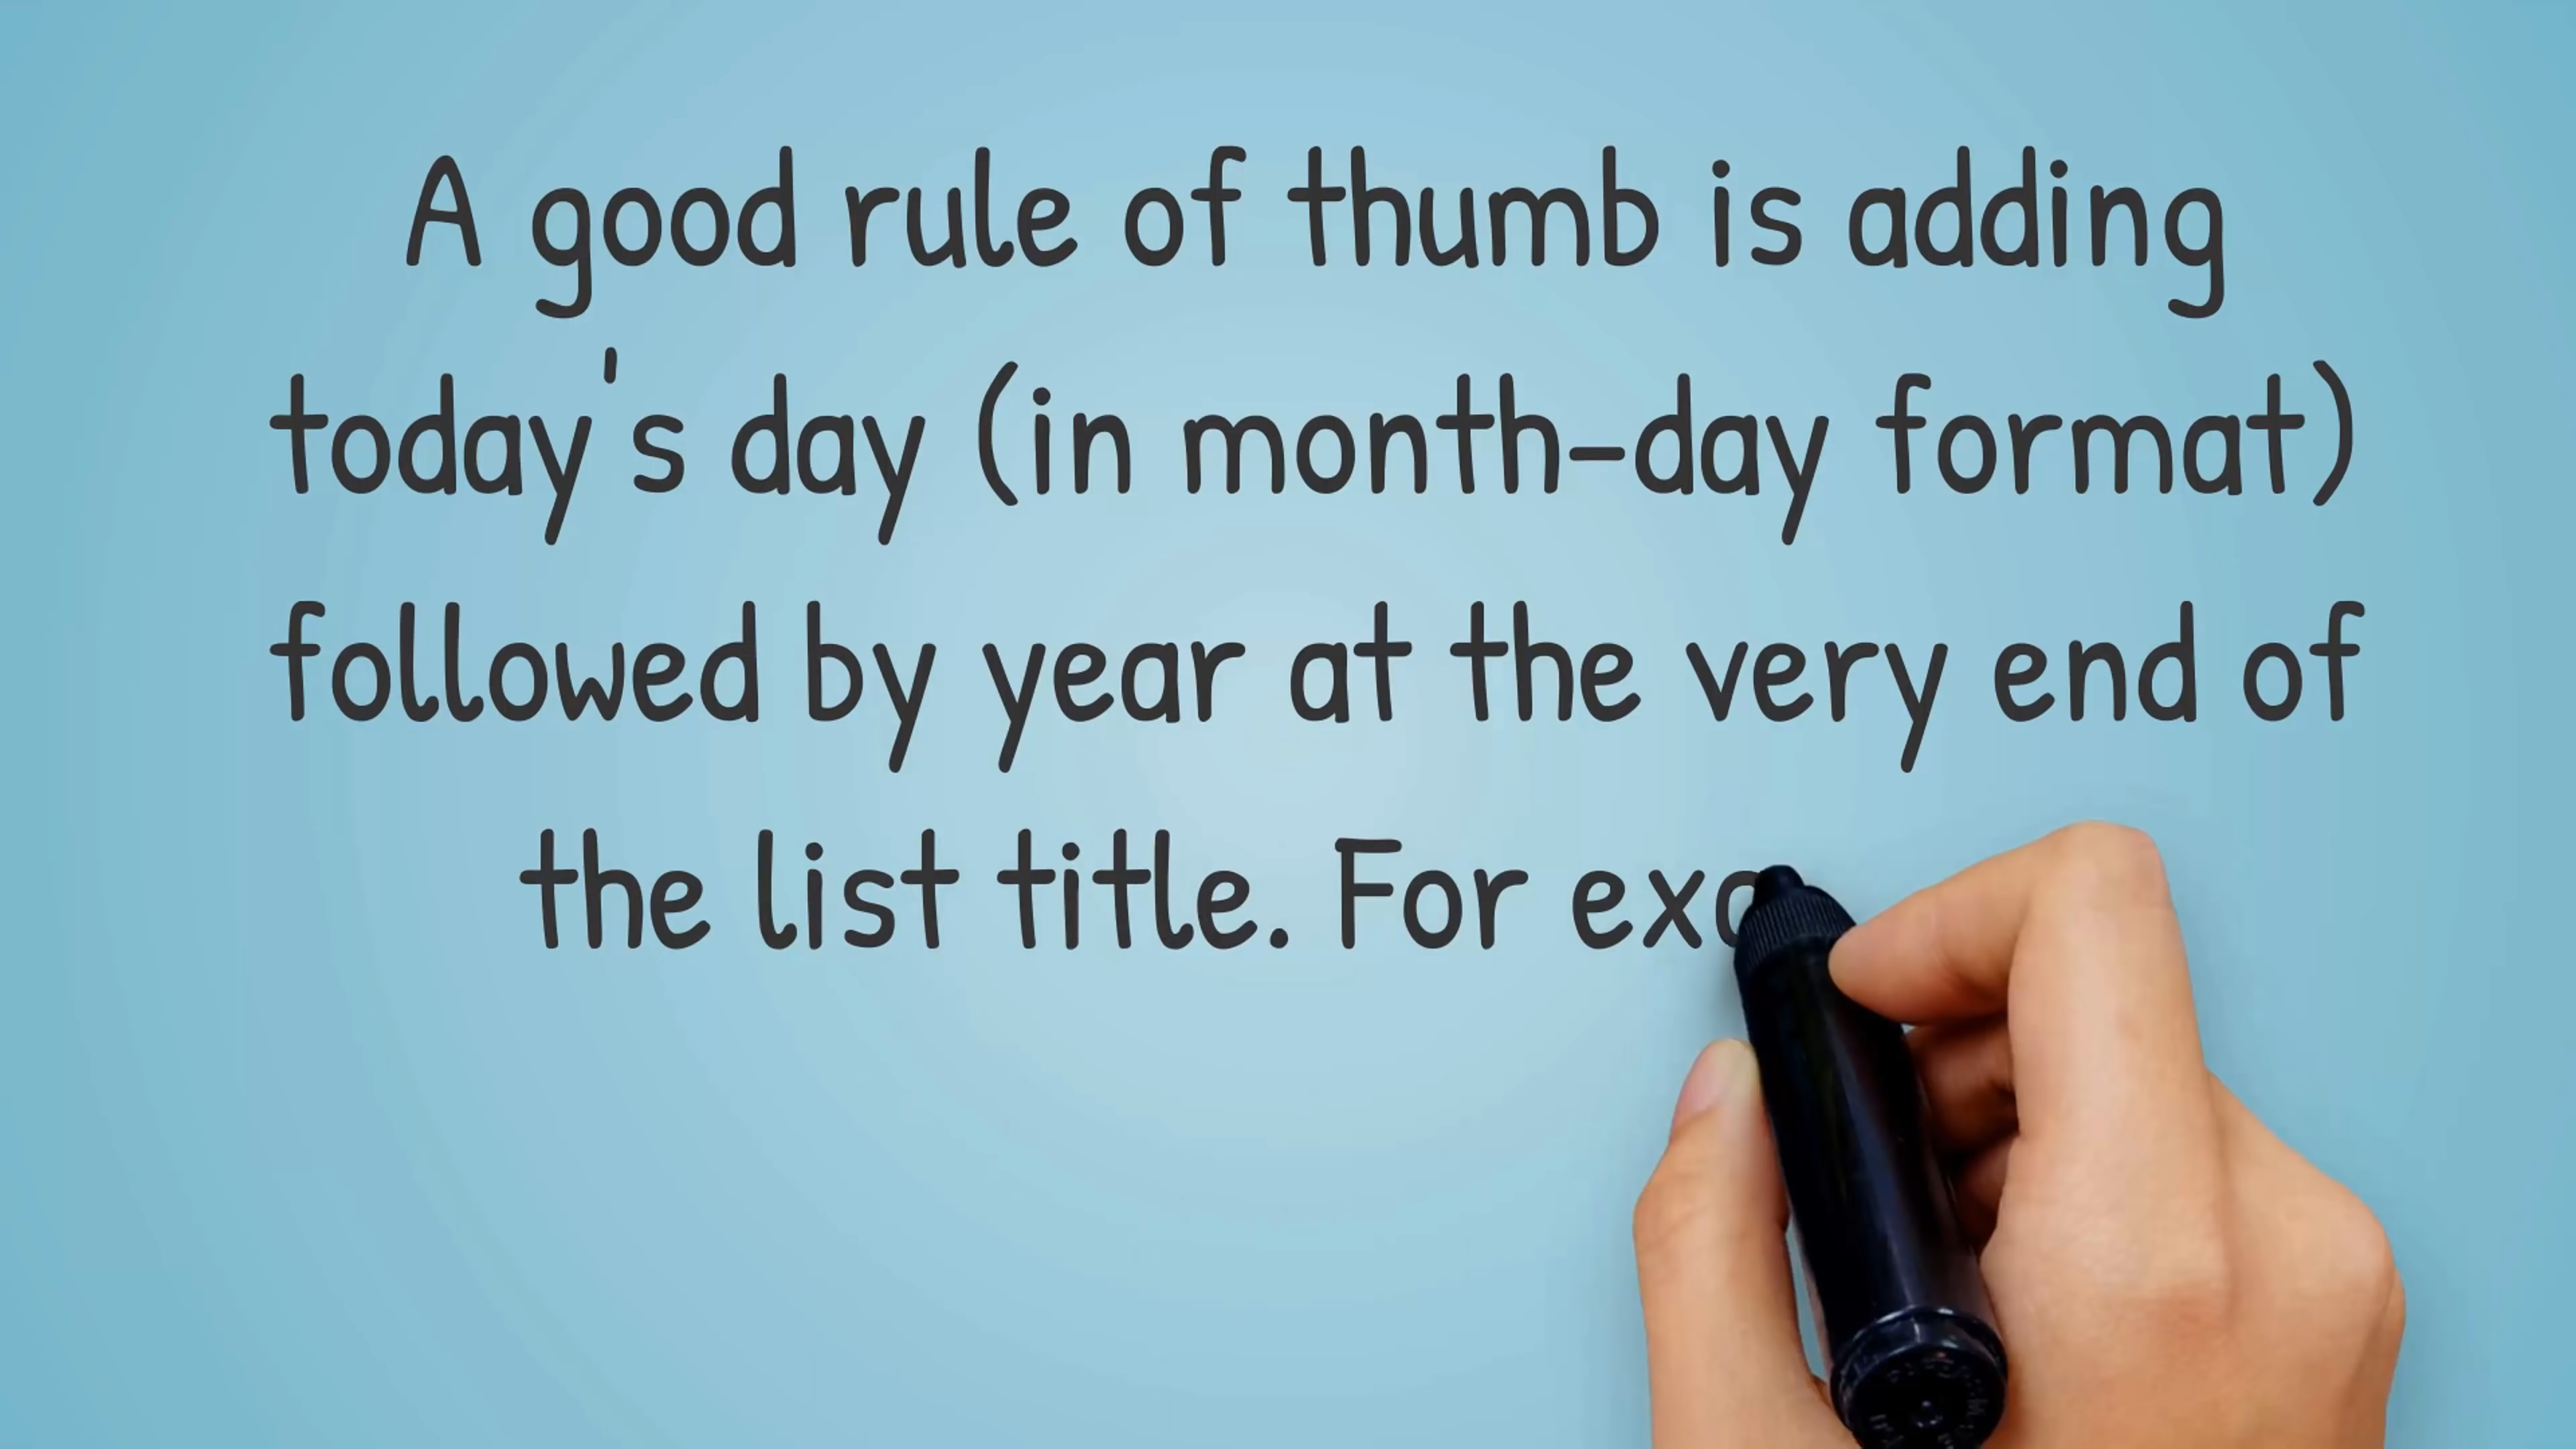 A good rule of thumb is adding
today's day (in month-day format)
followed by year at the very end of
the list title. For